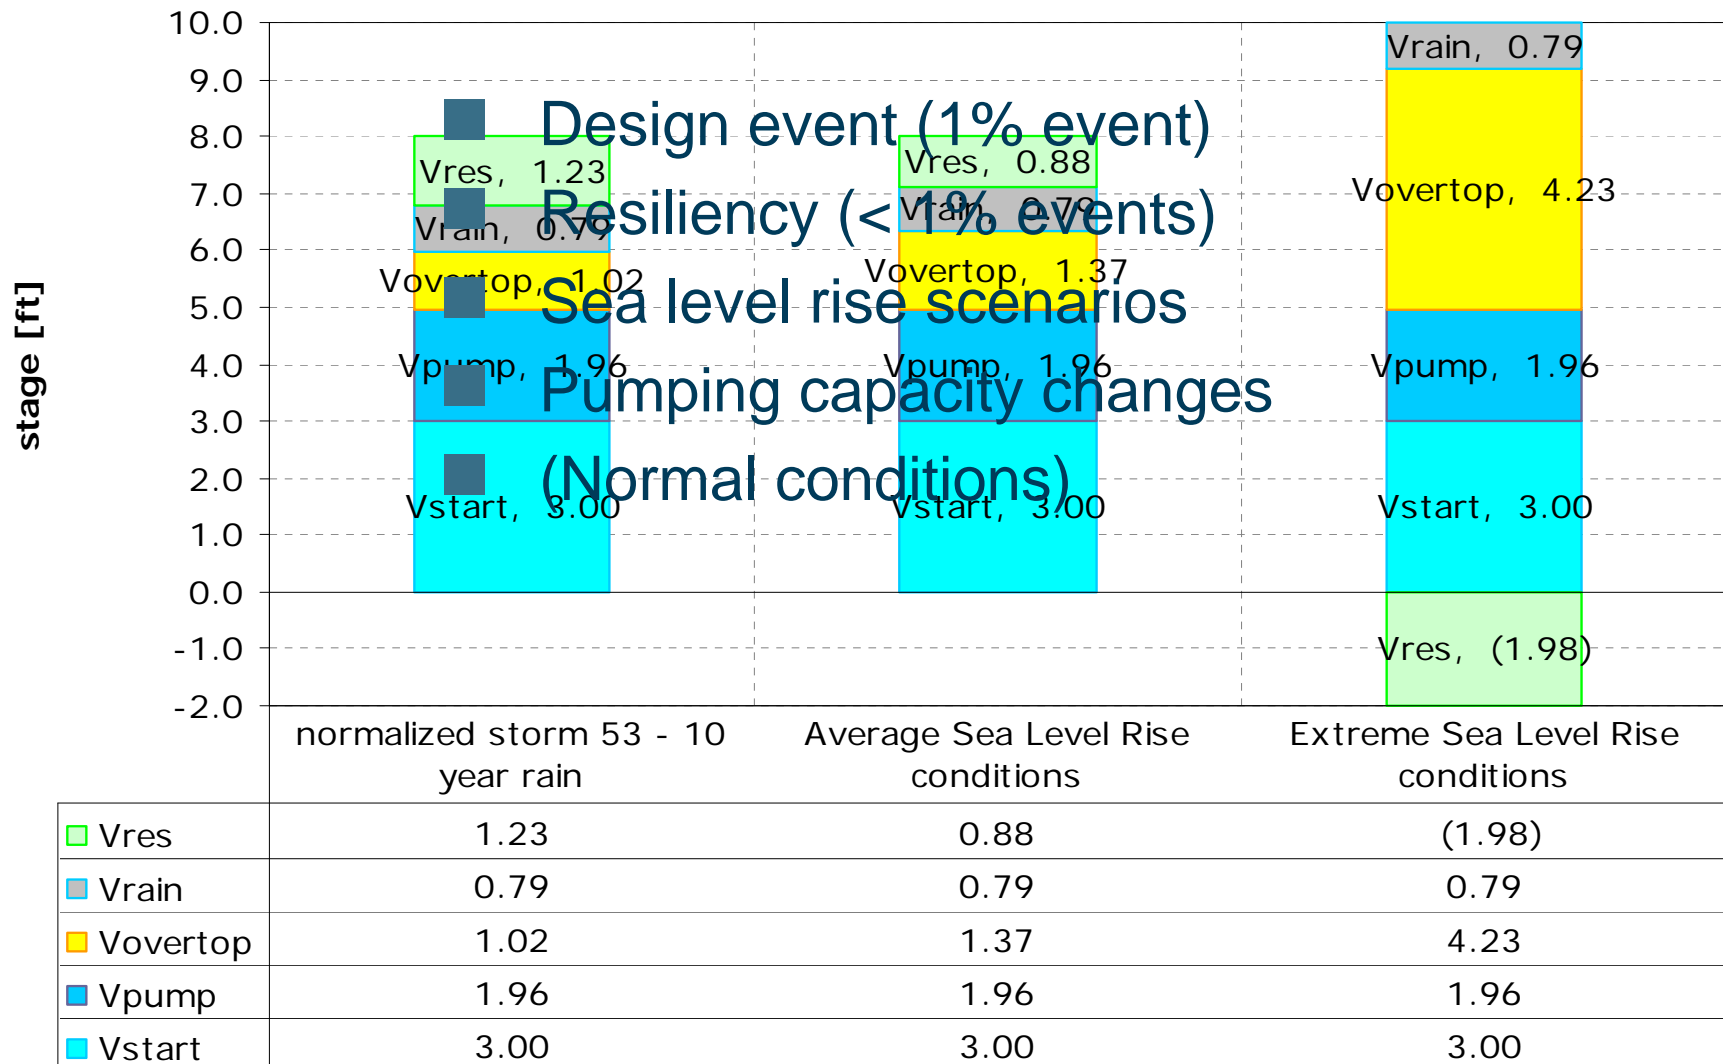 stage [ft]
10.0
9.0
8.0
7.0
6.0
5.0
4.0
3.0
2.0
1.0
0.0
-1.0
-2.0
Vres, 1.23
Vrain, 0.79
Vovertop, 1.02
Vpump, 1.96
Vstart, 3.00
Vres, 0.88
Vrain, 0.79
Vovertop, 1.37
Vpump, 1.96
Vstart, 3.00
Vrain, 0.79
Vovertop, 4.23
Vpump, 1.96
Vstart, 3.00
Vres, (1.98)
Design event (1% event)
Resiliency (< 1% events)
Sea level rise scenarios
Pumping capacity changes
(Normal conditions)
normalized storm 53 - 10
year rain
Average Sea Level Rise
conditions
Extreme Sea Level Rise
conditions
Vres 1.23 0.88 (1.98)
Vrain 0.79 0.79 0.79
Vovertop 1.02 1.37 4.23
Vpump 1.96 1.96 1.96
Vstart 3.00 3.00 3.00